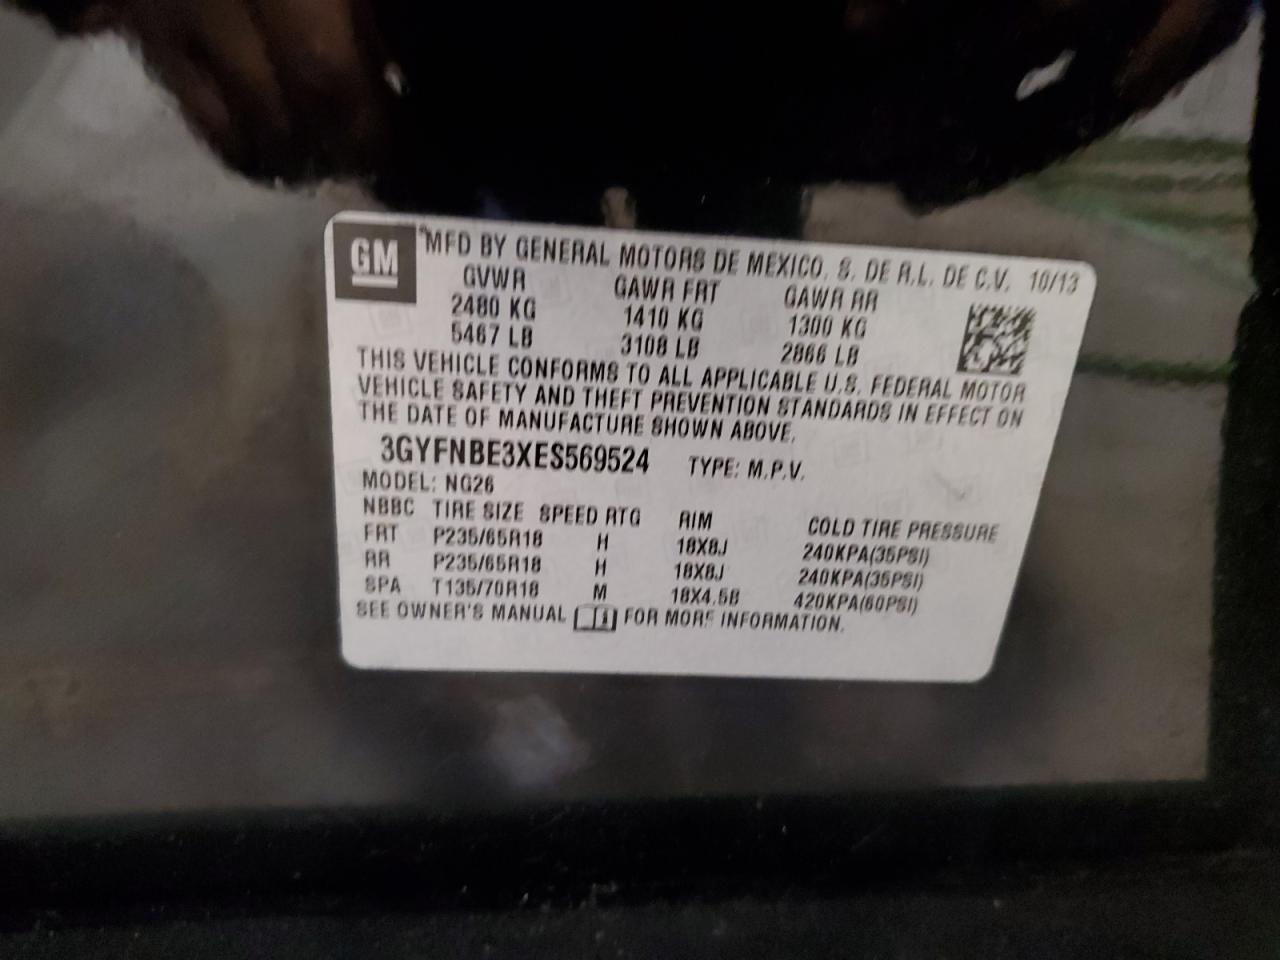 GM
MFD BY GENERAL MOTORS DE MEXICO, S. DE R.L. DE C.V. 10/13
GVWR GAWR FRT GAWR RR
2480 KG 1410 KG 1300 KG
5467 LB 3108 LB 2866 LB
THIS VEHICLE CONFORMS TO ALL APPLICABLE U.S. FEDERAL MOTOR
VEHICLE SAFETY AND THEFT PREVENTION STANDARDS IN EFFECT ON
THE DATE OF MANUFACTURE SHOWN ABOVE.
3GYFNBE3XES569524 TYPE: M.P.V.
MODEL: NG26
NBBC TIRE SIZE SPEED RTG RIM COLD TIRE PRESSURE
FRT P235/65R18 H 18X8J 240KPA(35PSI)
RR P235/65R18 H 18X8J 240KPA(35PSI)
SPA T135/70R18 M 18X4.5B 420KPA(60PSI)
SEE OWNER'S MANUAL FOR MORE INFORMATION.